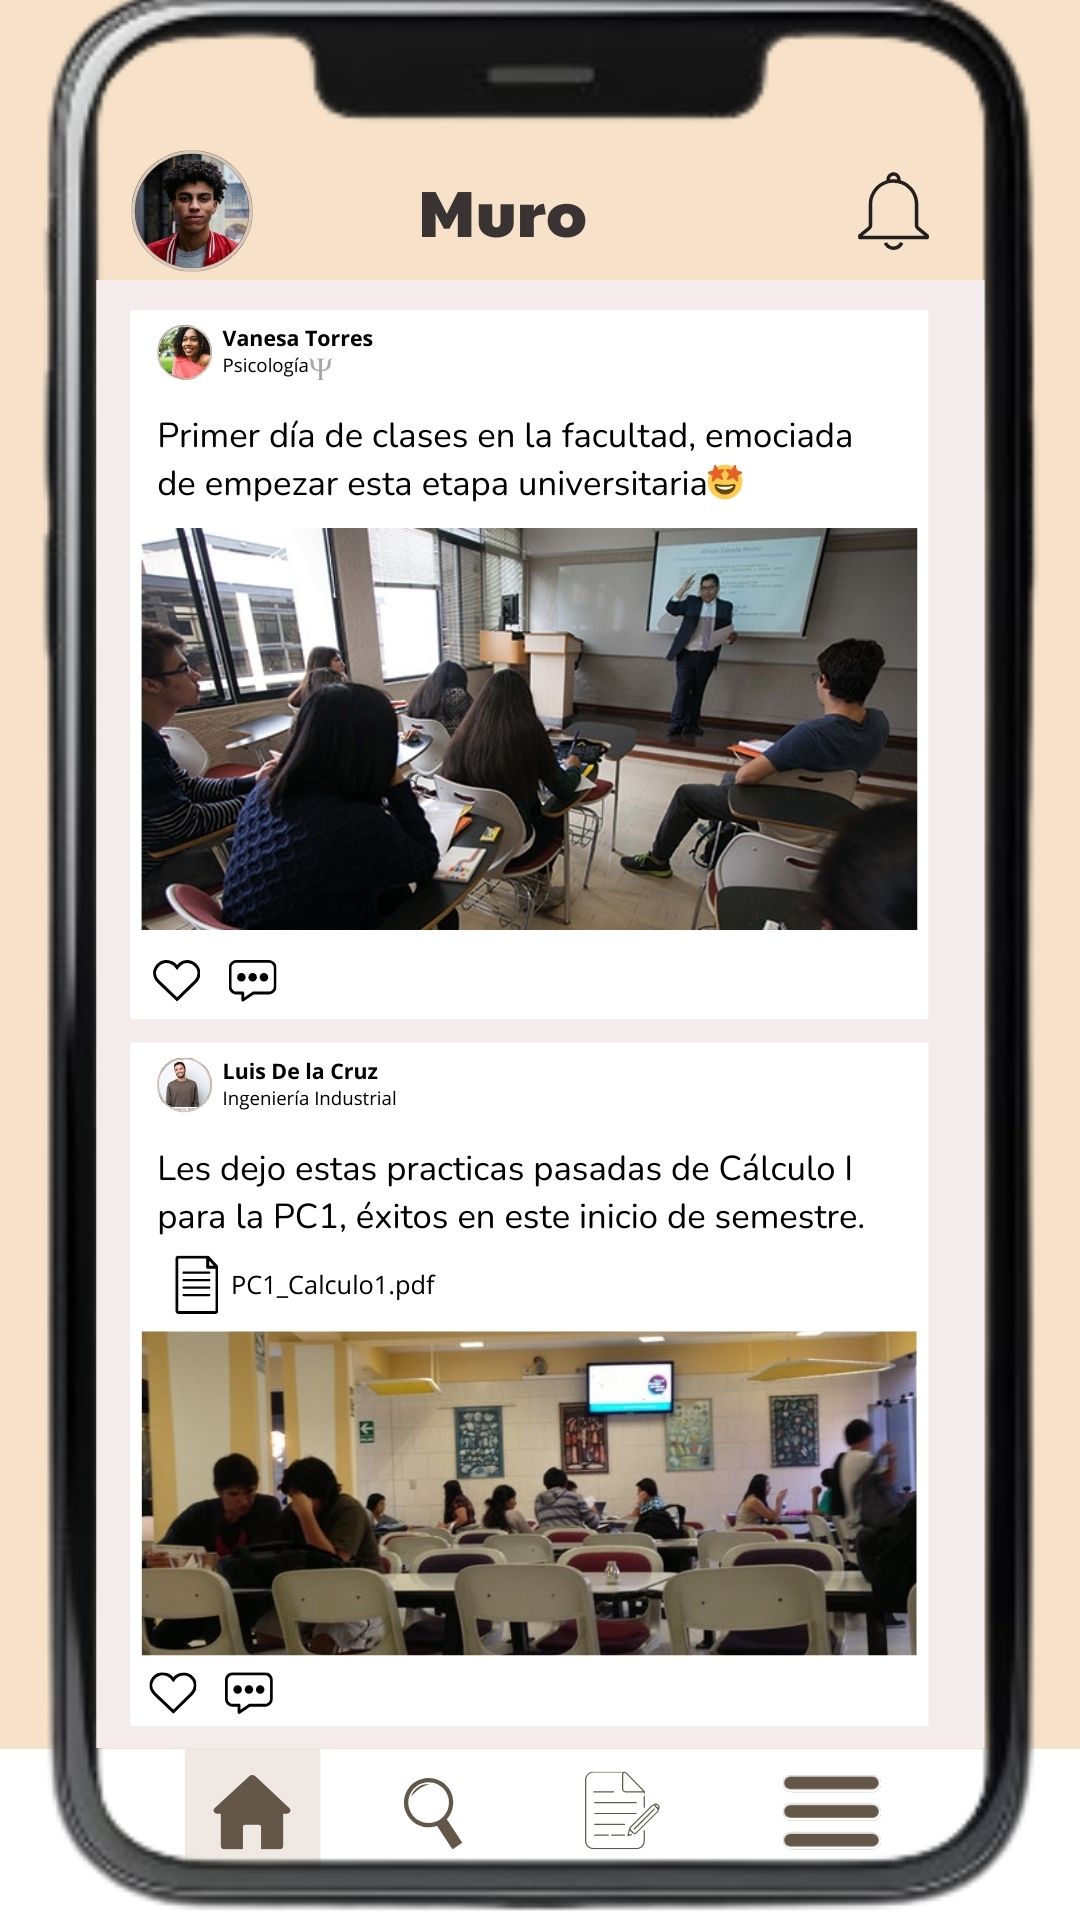 Muro
Vanesa Torres
PsicologíaΨ
Primer día de clases en la facultad, emociada
de empezar esta etapa universitaria🤩
Luis De la Cruz
Ingeniería Industrial
Les dejo estas practicas pasadas de Cálculo I
para la PC1, éxitos en este inicio de semestre.
PC1_Calculo1.pdf